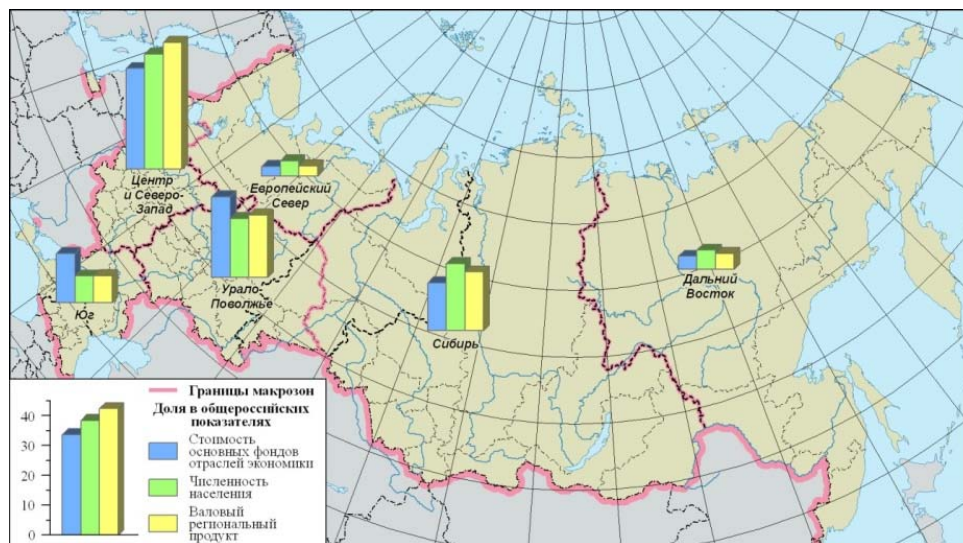 Центр
и Северо-
Запад
Европейский
Север
Урало-
Поволжье
Юг
Сибирь
Дальний
Восток
Границы макрозон
Доля в общероссийских
показателях
Стоимость
основных фондов
отраслей экономики
Численность
населения
Валовый
региональный
продукт
40
30
20
10
0